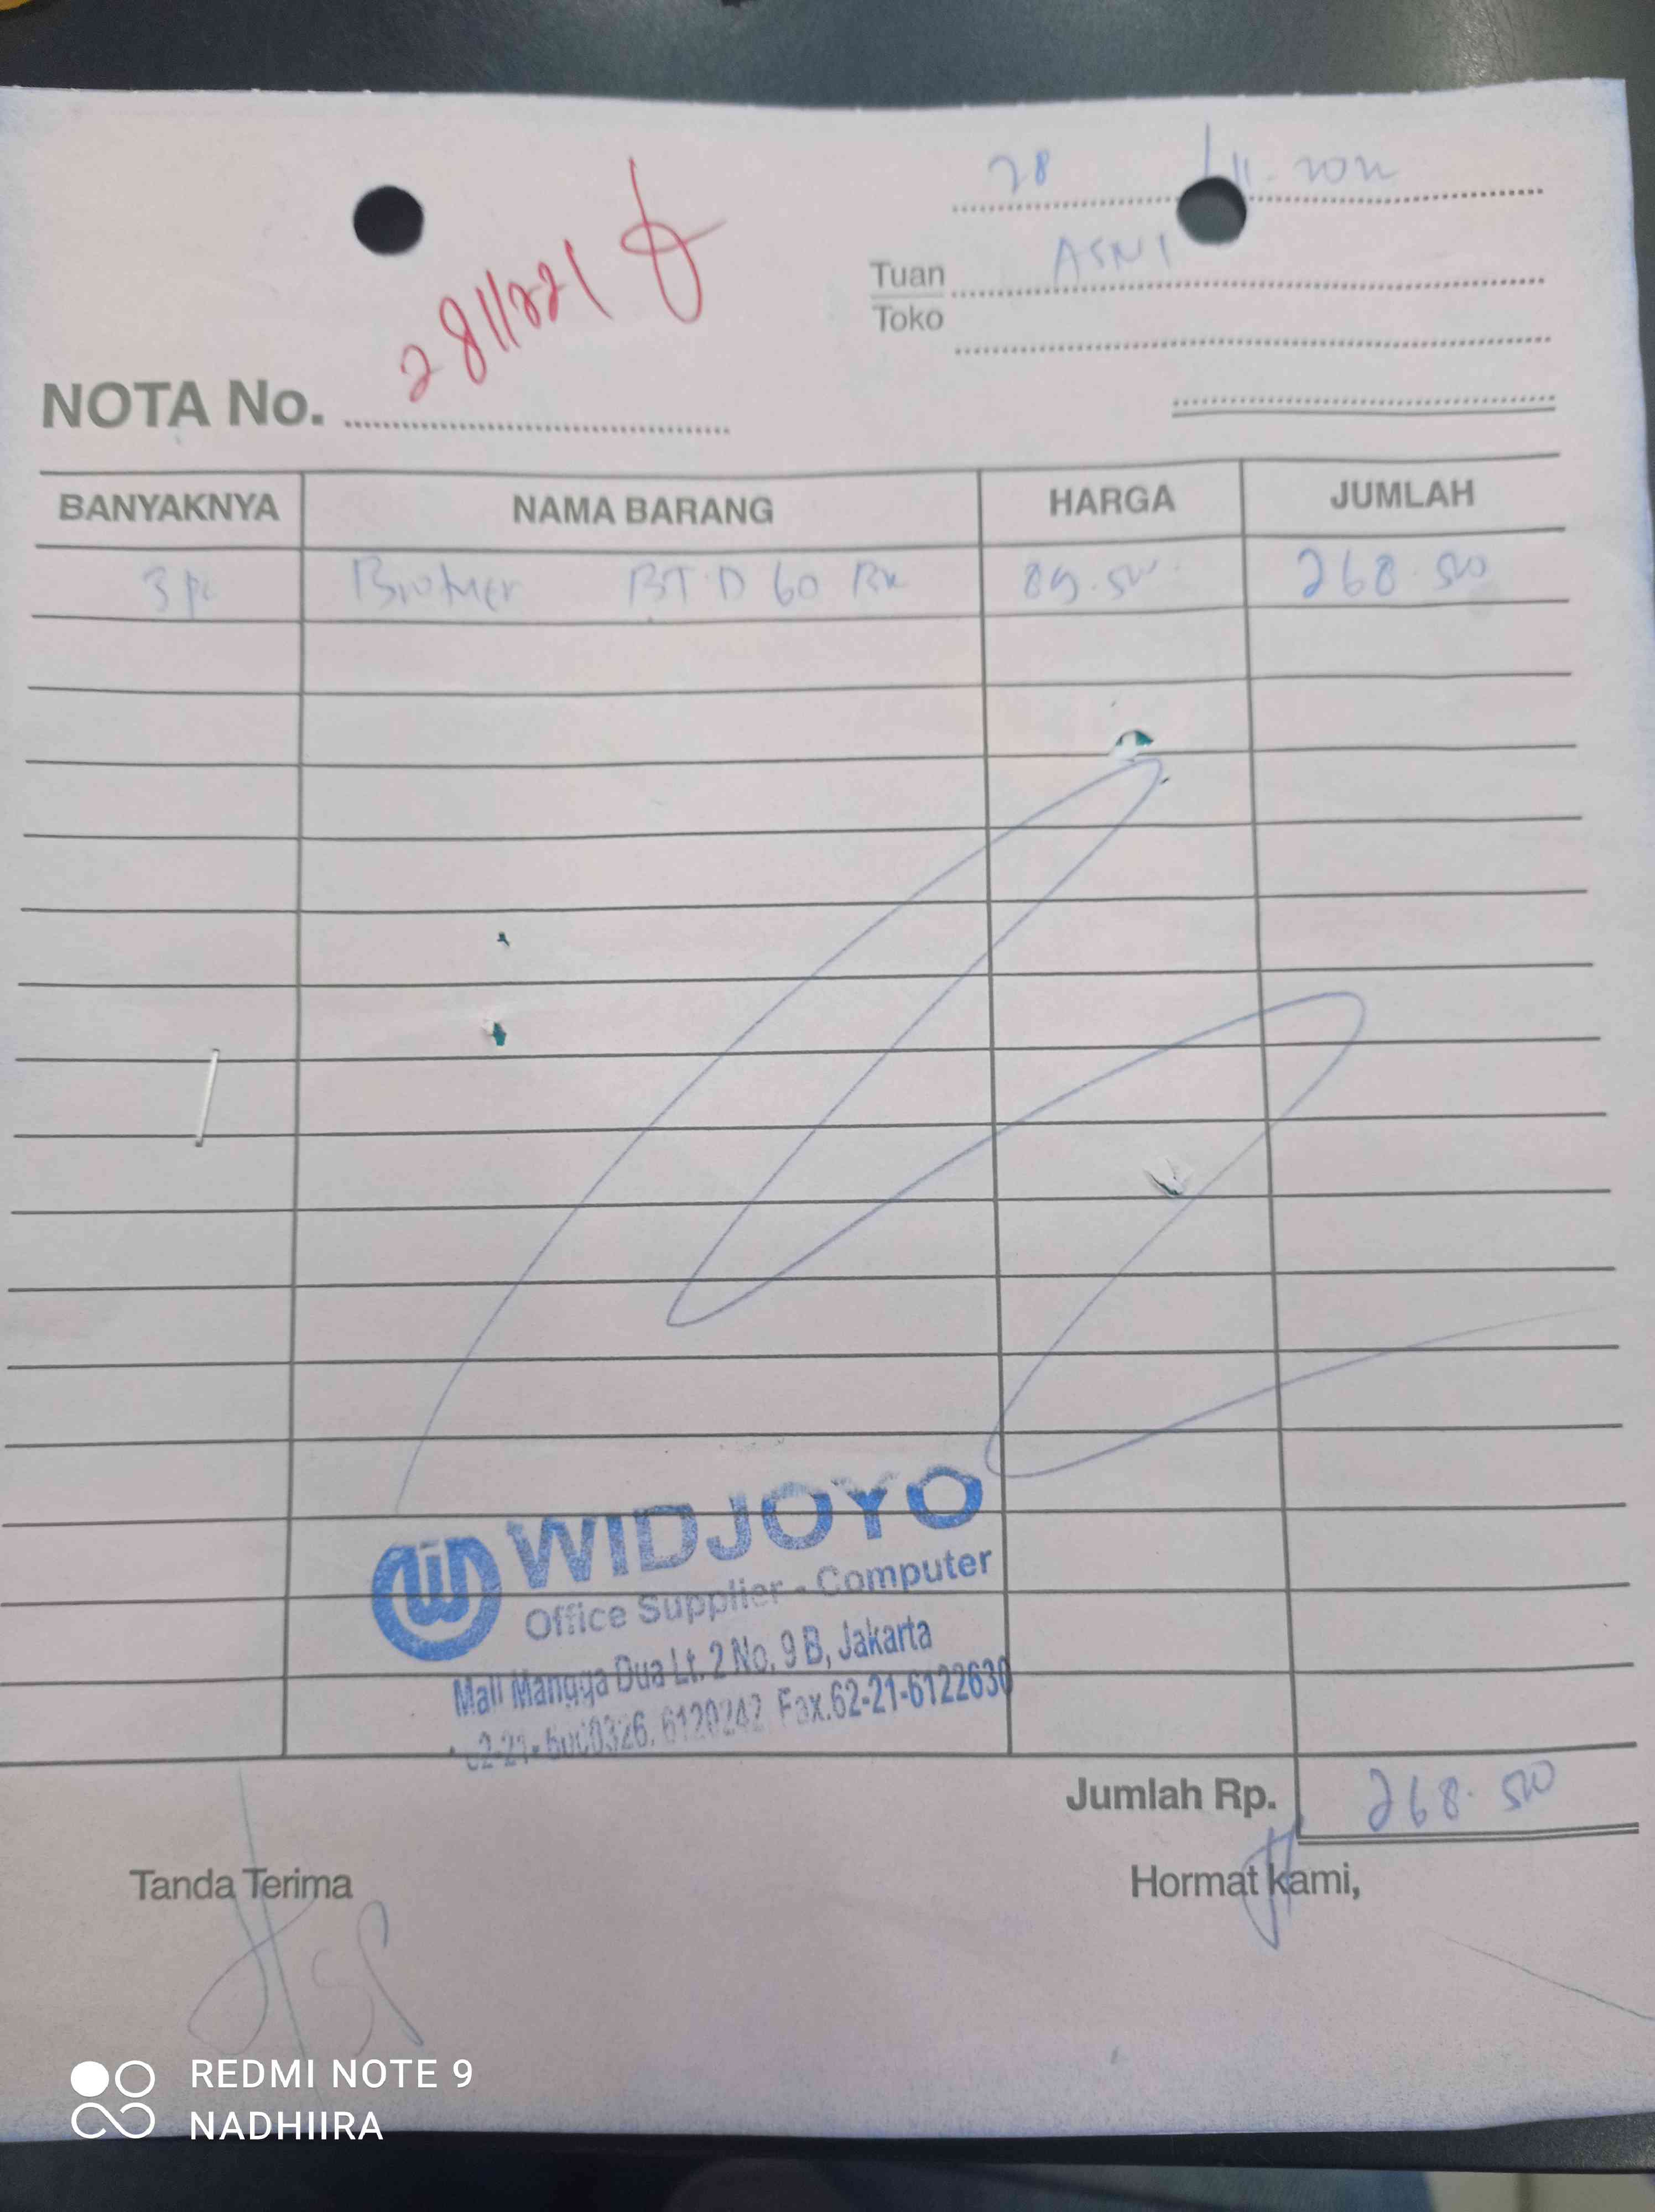 28 / 11. 2022
Tuan ASNI
Toko
NOTA No.
BANYAKNYA NAMA BARANG HARGA JUMLAH
3 pc Brother BT D 60 BK 89.500 268.500
WIDJOYO
Office Supplier - Computer
Mall Mangga Dua Lt. 2 No. 9 B, Jakarta
6120242 Fax.62-21-6122630
Jumlah Rp. 268.500
Tanda Terima Hormat kami,
REDMI NOTE 9
NADHIIRA